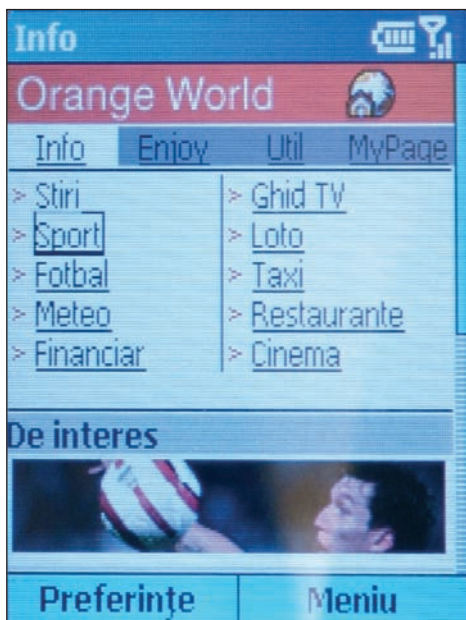 Info
Orange World
Info Enjoy Util MyPage
> Stiri > Ghid TV
> Sport > Loto
> Fotbal > Taxi
> Meteo > Restaurante
> Financiar > Cinema
De interes
Preferințe Meniu